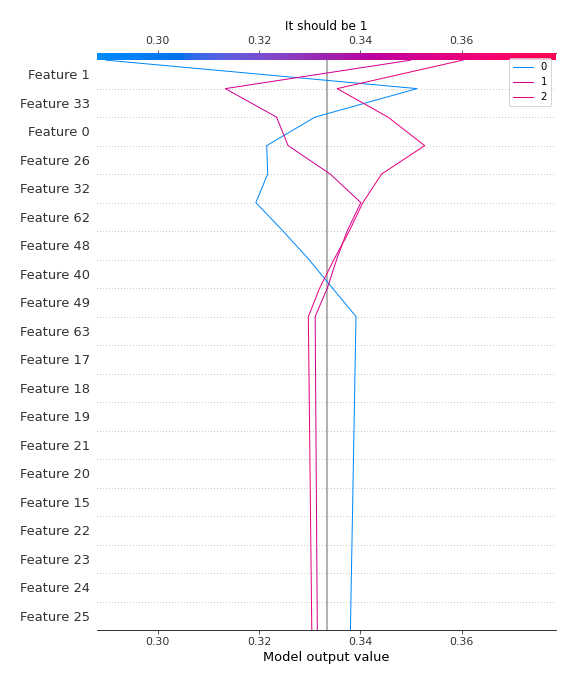 It should be 1
0.30 0.32 0.34 0.36
0
1
2
Feature 1
Feature 33
Feature 0
Feature 26
Feature 32
Feature 62
Feature 48
Feature 40
Feature 49
Feature 63
Feature 17
Feature 18
Feature 19
Feature 21
Feature 20
Feature 15
Feature 22
Feature 23
Feature 24
Feature 25
0.30 0.32 0.34 0.36
Model output value